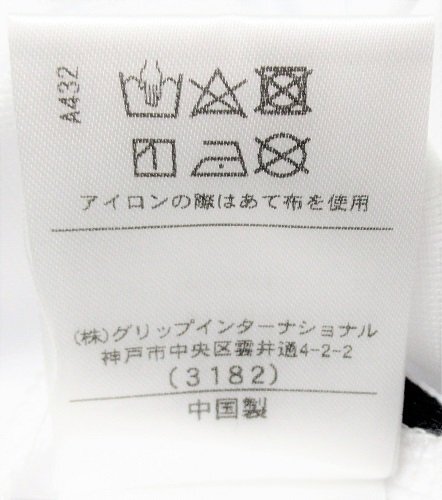 A432
アイロンの際はあて布を使用
(株)グリップインターナショナル
神戸市中央区雲井通4-2-2
(3182)
中国製